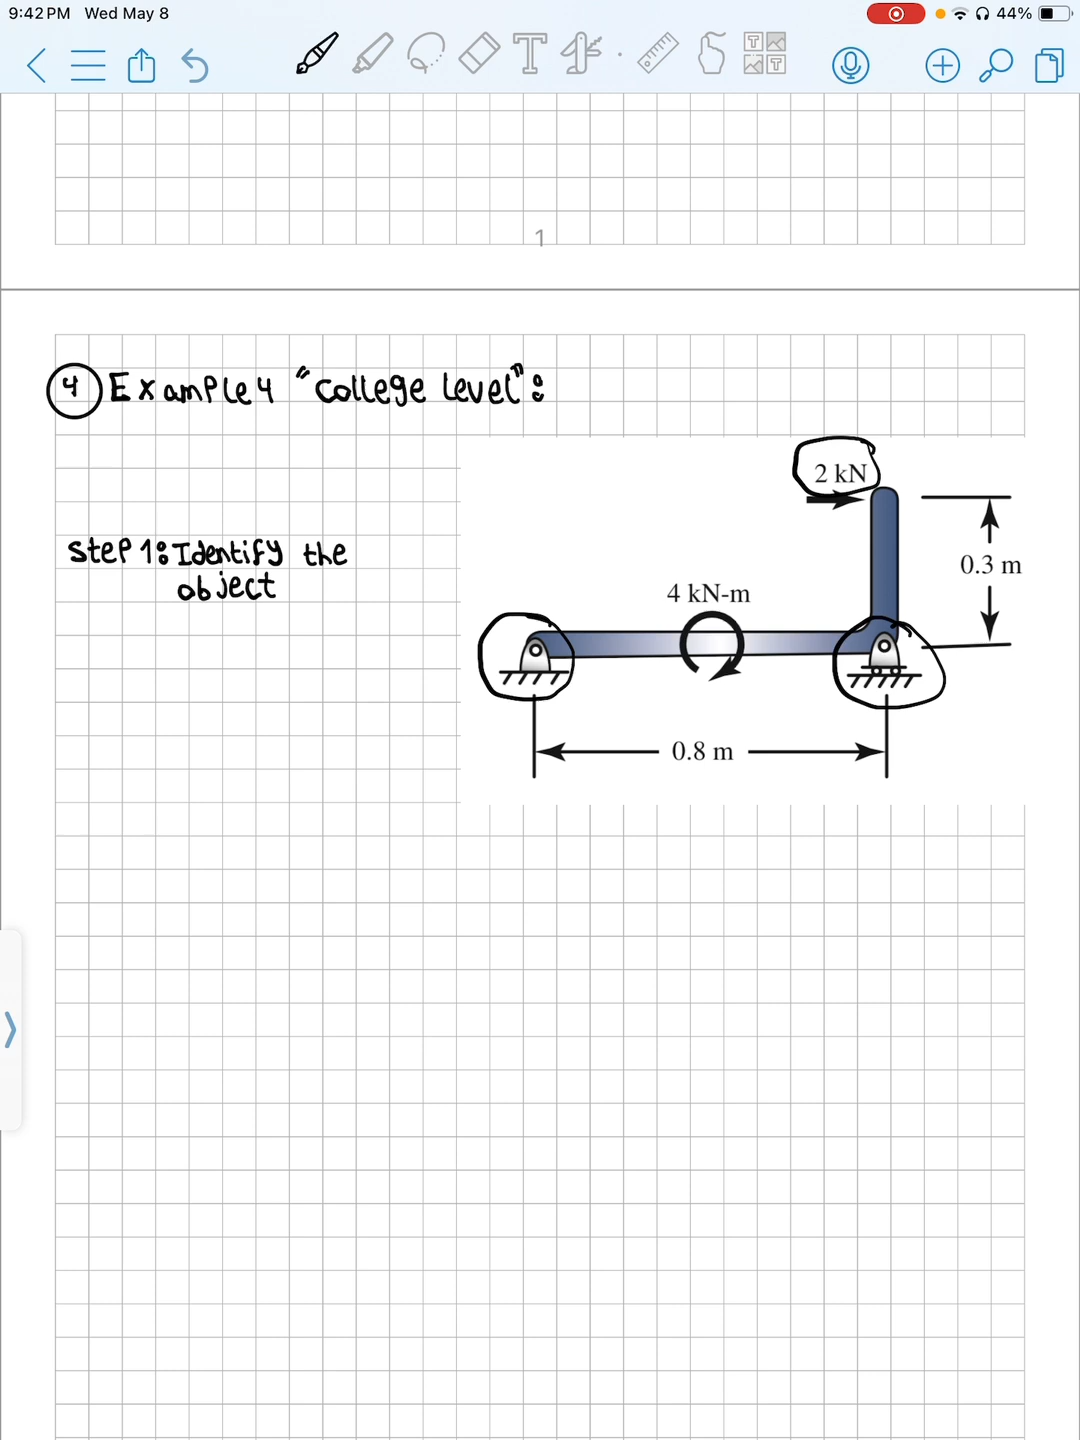 9:42 PM Wed May 8
44%
T
T
T
1
4 Example 4 "college level":
2 kN
Step 1: Identify the
object
0.3 m
4 kN-m
0.8 m